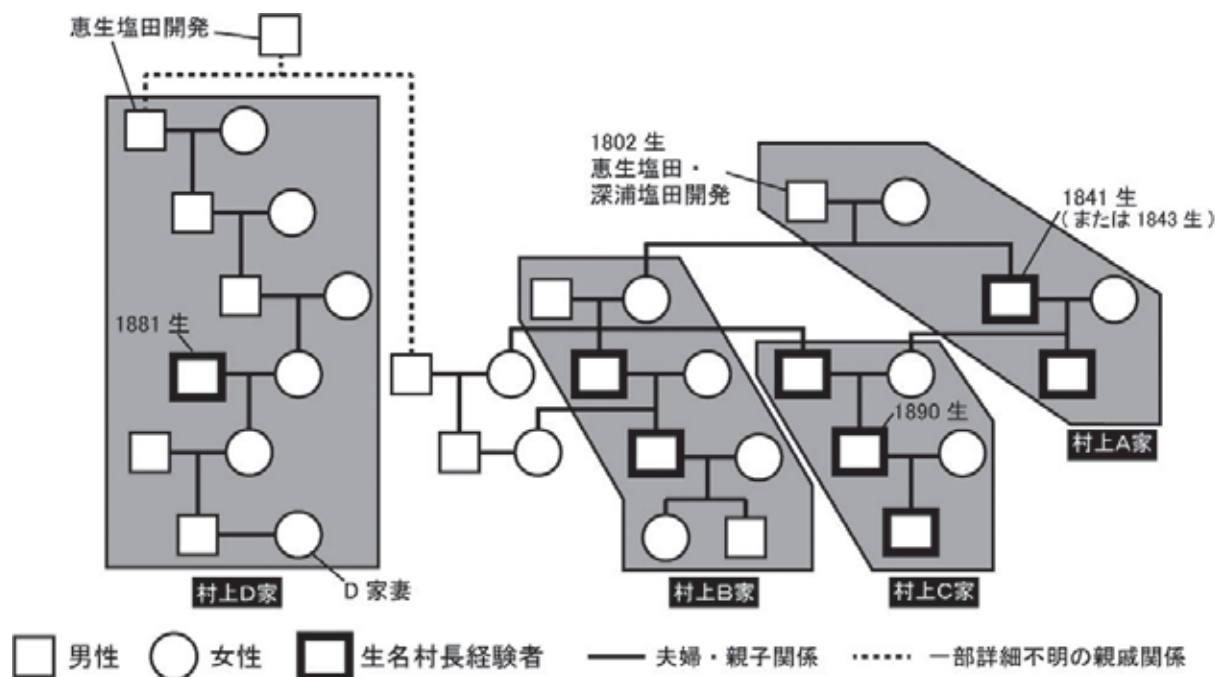 恵生塩田開発
1802 生
恵生塩田・
深浦塩田開発
1841 生
(または 1843 生)
1881 生
1890 生
村上A家
村上D家
D 家妻
村上B家
村上C家
男性
女性
生名村長経験者
夫婦・親子関係
一部詳細不明の親戚関係